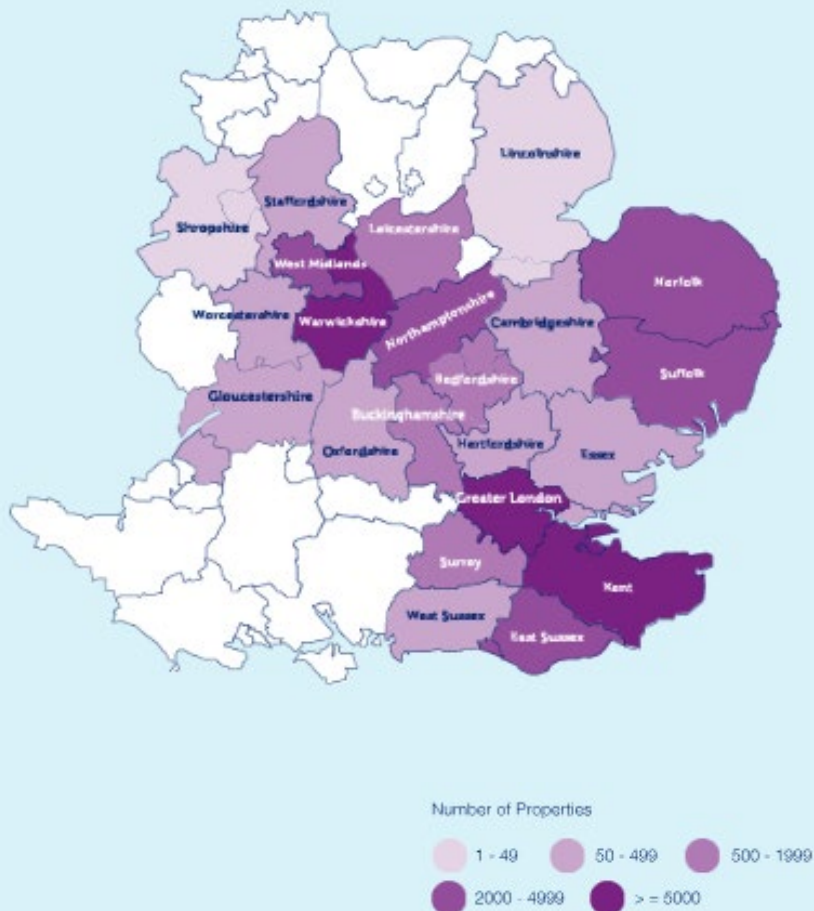 Lincolnshire
Staffordshire
Shropshire
Leicestershire
West Midlands
Norfolk
Worcestershire
Warwickshire
Northamptonshire
Cambridgeshire
Suffolk
Bedfordshire
Gloucestershire
Buckinghamshire
Oxfordshire
Hertfordshire
Essex
Greater London
Surrey
Kent
West Sussex
East Sussex
Number of Properties
1 - 49
50 - 499
500 - 1999
2000 - 4999
> = 5000